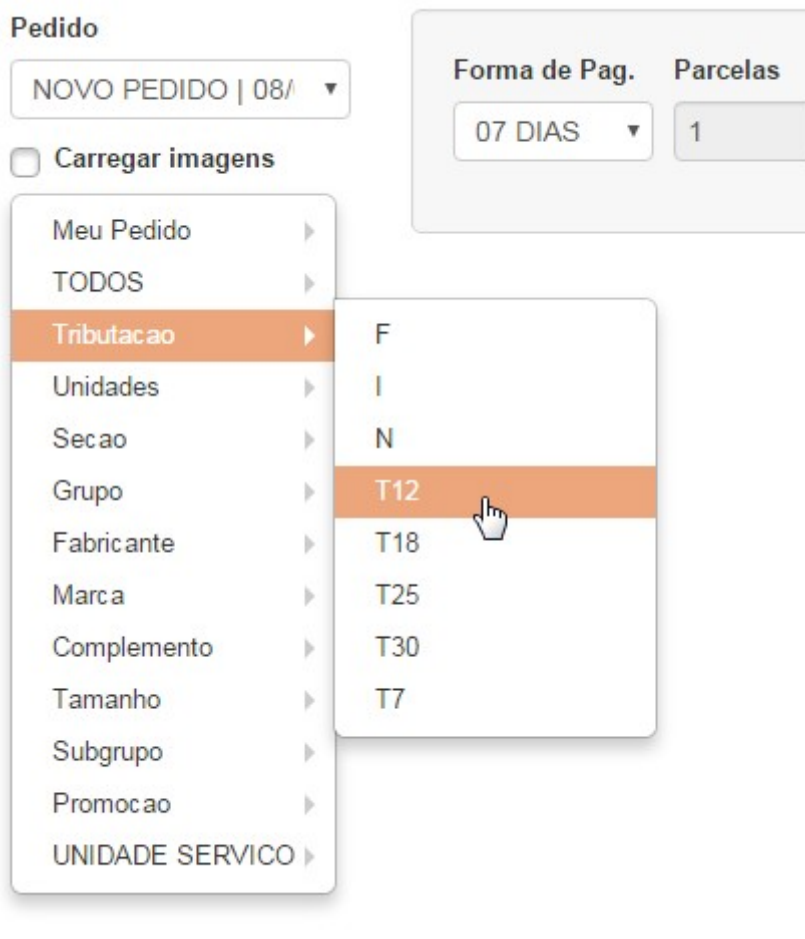 Pedido
NOVO PEDIDO | 08/
Forma de Pag.
Parcelas
07 DIAS
1
Carregar imagens
Meu Pedido
TODOS
Tributacao
Unidades
Secao
Grupo
Fabricante
Marca
Complemento
Tamanho
Subgrupo
Promocao
UNIDADE SERVICO
F
I
N
T12
T18
T25
T30
T7